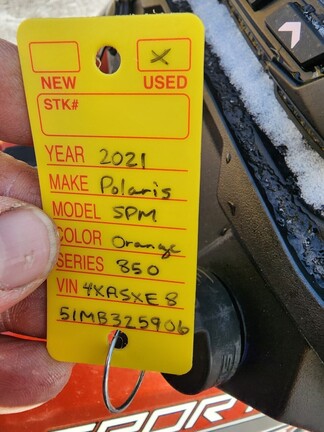 X
NEW USED
STK#
YEAR 2021
MAKE Polaris
MODEL SPM
COLOR Orange
SERIES 850
VIN 4XASXE8
51MB325906